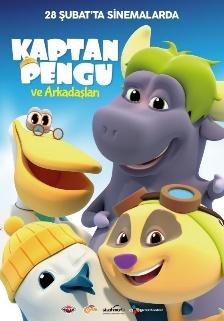 28 ŞUBAT'TA SİNEMALARDA
KAPTAN
PENGU
ve Arkadaşları